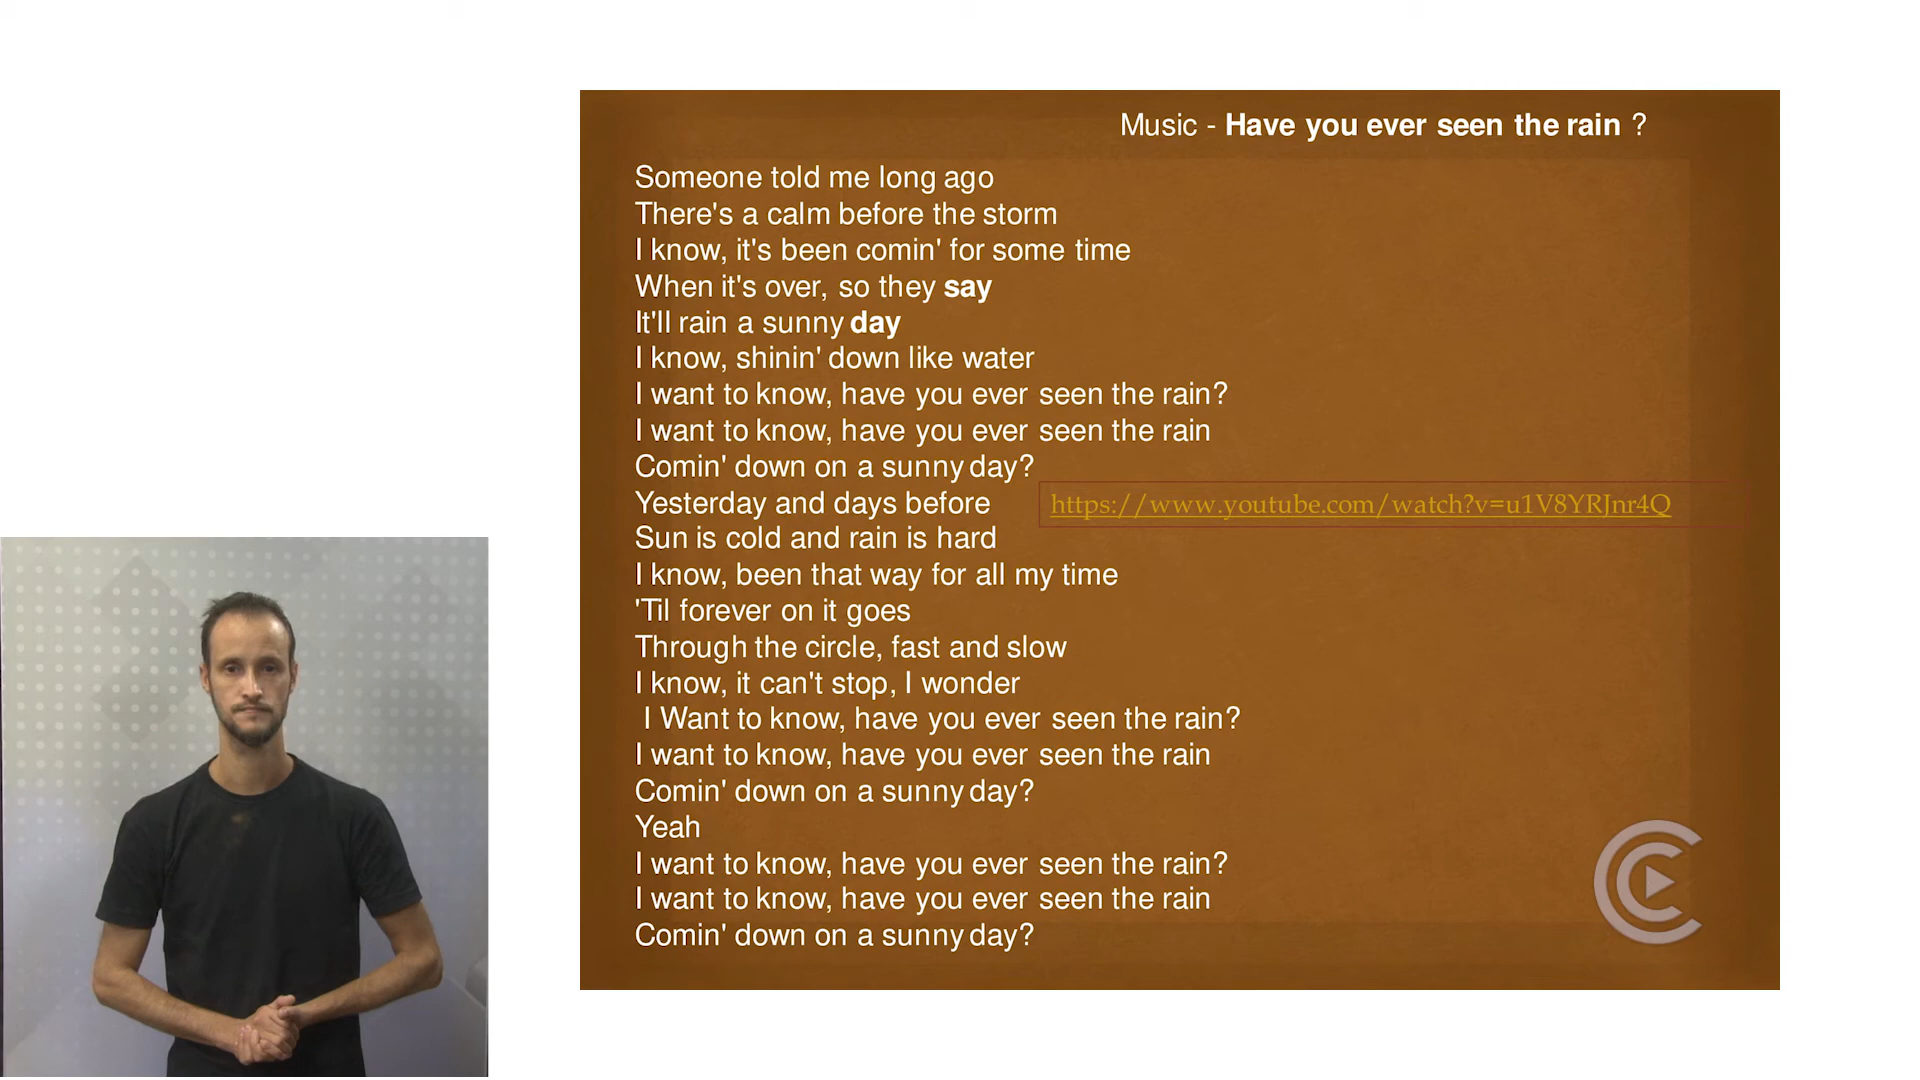 Music - Have you ever seen the rain ?
Someone told me long ago
There's a calm before the storm
I know, it's been comin' for some time
When it's over, so they say
It'll rain a sunny day
I know, shinin' down like water
I want to know, have you ever seen the rain?
I want to know, have you ever seen the rain
Comin' down on a sunny day?
Yesterday and days before
https://www.youtube.com/watch?v=u1V8YRJnr4Q
Sun is cold and rain is hard
I know, been that way for all my time
'Til forever on it goes
Through the circle, fast and slow
I know, it can't stop, I wonder
I Want to know, have you ever seen the rain?
I want to know, have you ever seen the rain
Comin' down on a sunny day?
Yeah
I want to know, have you ever seen the rain?
I want to know, have you ever seen the rain
Comin' down on a sunny day?